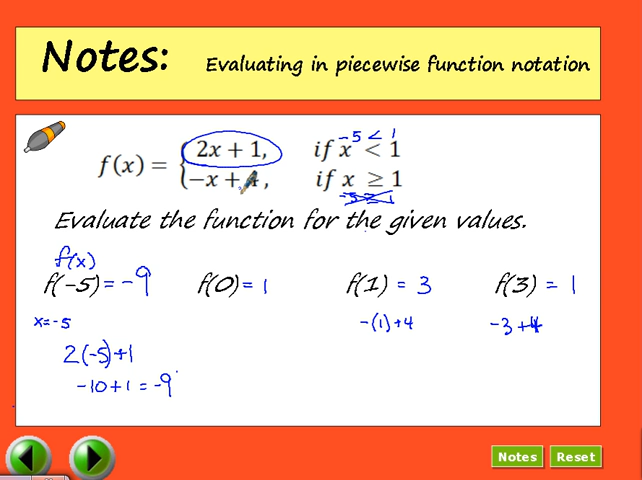 Notes: Evaluating in piecewise function notation
-5 < 1
f(x) = { 2x + 1, if x < 1
−x + 4, if x ≥ 1
-5 ≥ 1
Evaluate the function for the given values.
f(x)
f(-5) = -9 f(0) = 1 f(1) = 3 f(3) = 1
x=-5 -(1)+4 -3+4
2(-5)+1
-10+1 = -9
Notes Reset